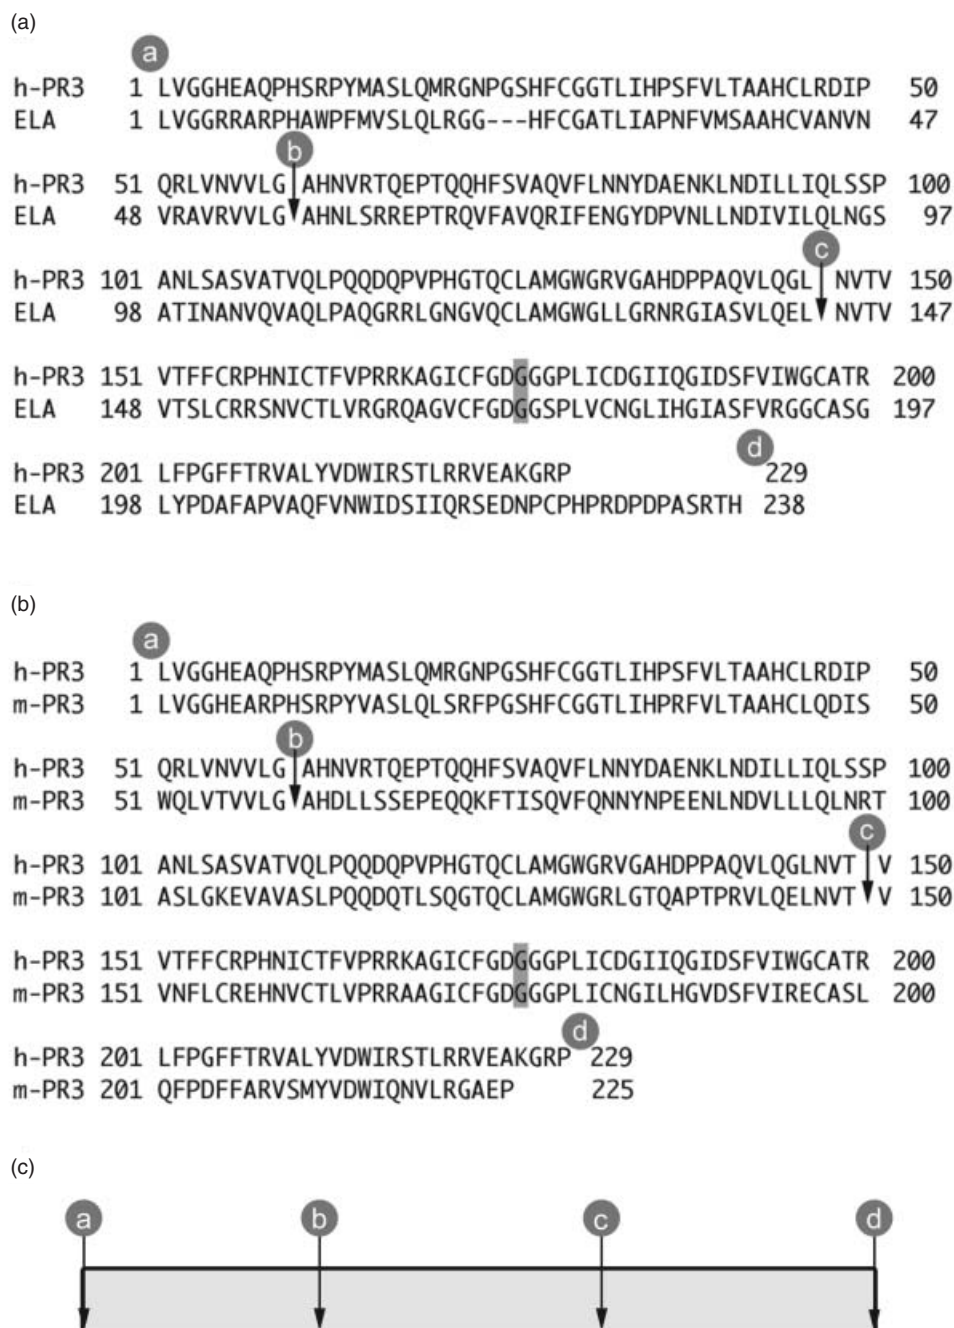 (a)
a
h-PR3 1 LVGGHEAQPHSRPYMASLQMRGNPGSHFCGGTLIHPSFVLTAAHCLRDIP 50
ELA 1 LVGGRRARPHAWPFMVSLQLRGG---HFCGATLIAPNFVMSAAHCVANVN 47
b
h-PR3 51 QRLVNVVLG AHNVRTQEPTQQHFSVAQVFLNNYDAENKLNDILLIQLSSP 100
ELA 48 VRAVRVVLG AHNLSRREPTRQVFAVQRIFENGYDPVNLLNDIVILQLNGS 97
c
h-PR3 101 ANLSASVATVQLPQQDQPVPHGTQCLAMGWGRVGAHDPPAQVLQGL NVTV 150
ELA 98 ATINANVQVAQLPAQGRRLGNGVQCLAMGWGLLGRNRGIASVLQEL NVTV 147
h-PR3 151 VTFFCRPHNICTFVPRRKAGICFGDGGGPLICDGIIQGIDSFVIWGCATR 200
ELA 148 VTSLCRRSNVCTLVRGRQAGVCFGDGGSPLVCNGLIHGIASFVRGGCASG 197
d
h-PR3 201 LFPGFFTRVALYVDWIRSTLRRVEAKGRP 229
ELA 198 LYPDAFAPVAQFVNWIDSIIQRSEDNPCPHPRDPDPASRTH 238
(b)
a
h-PR3 1 LVGGHEAQPHSRPYMASLQMRGNPGSHFCGGTLIHPSFVLTAAHCLRDIP 50
m-PR3 1 LVGGHEARPHSRPYVASLQLSRFPGSHFCGGTLIHPRFVLTAAHCLQDIS 50
b
h-PR3 51 QRLVNVVLG AHNVRTQEPTQQHFSVAQVFLNNYDAENKLNDILLIQLSSP 100
m-PR3 51 WQLVTVVLG AHDLLSSEPEQQKFTISQVFQNNYNPEENLNDVLLLQLNRT 100
c
h-PR3 101 ANLSASVATVQLPQQDQPVPHGTQCLAMGWGRVGAHDPPAQVLQGLNVT V 150
m-PR3 101 ASLGKEVAVASLPQQDQTLSQGTQCLAMGWGRLGTQAPTPRVLQELNVT V 150
h-PR3 151 VTFFCRPHNICTFVPRRKAGICFGDGGGPLICDGIIQGIDSFVIWGCATR 200
m-PR3 151 VNFLCREHNVCTLVPRRAAGICFGDGGGPLICNGILHGVDSFVIRECASL 200
d
h-PR3 201 LFPGFFTRVALYVDWIRSTLRRVEAKGRP 229
m-PR3 201 QFPDFFARVSMYVDWIQNVLRGAEP 225
(c)
a b c d